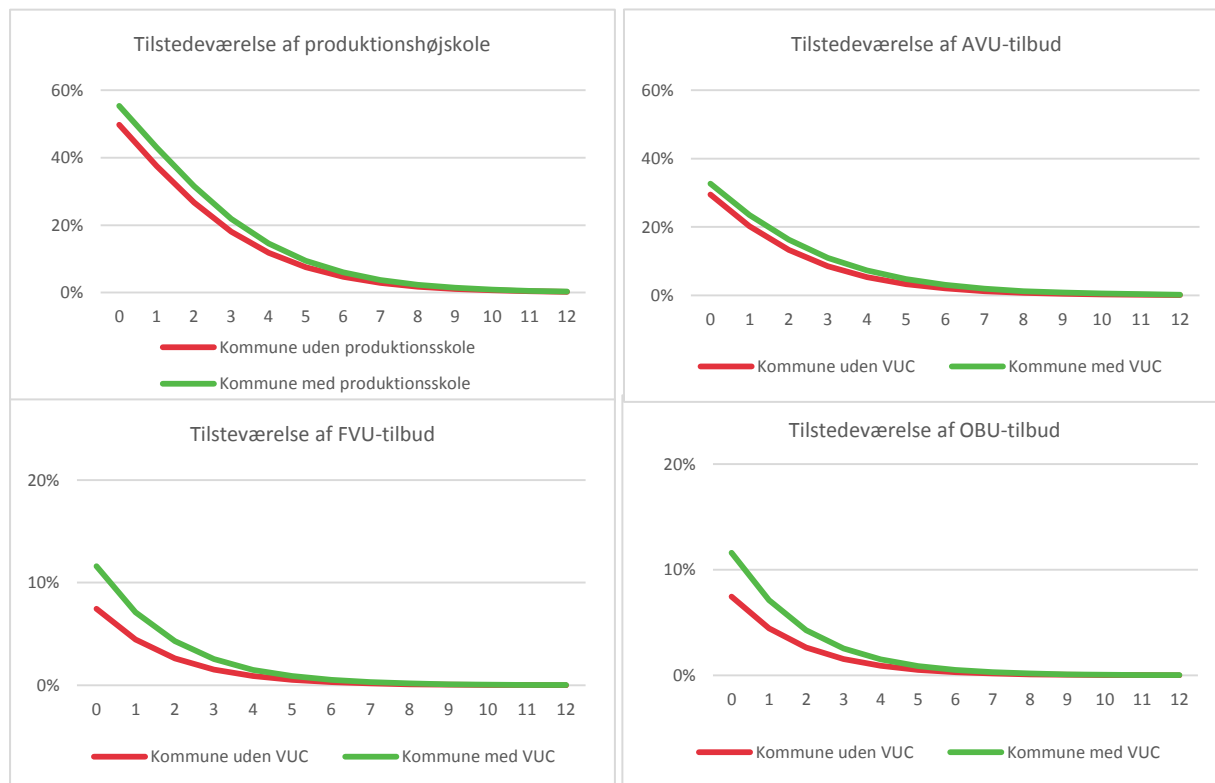 Tilstedeværelse af produktionshøjskole
60%
40%
20%
0%
0 1 2 3 4 5 6 7 8 9 10 11 12
Kommune uden produktionsskole
Kommune med produktionsskole
Tilstedeværelse af AVU-tilbud
60%
40%
20%
0%
0 1 2 3 4 5 6 7 8 9 10 11 12
Kommune uden VUC Kommune med VUC
Tilsteværelse af FVU-tilbud
20%
10%
0%
0 1 2 3 4 5 6 7 8 9 10 11 12
Kommune uden VUC Kommune med VUC
Tilstedeværelse af OBU-tilbud
20%
10%
0%
0 1 2 3 4 5 6 7 8 9 10 11 12
Kommune uden VUC Kommune med VUC